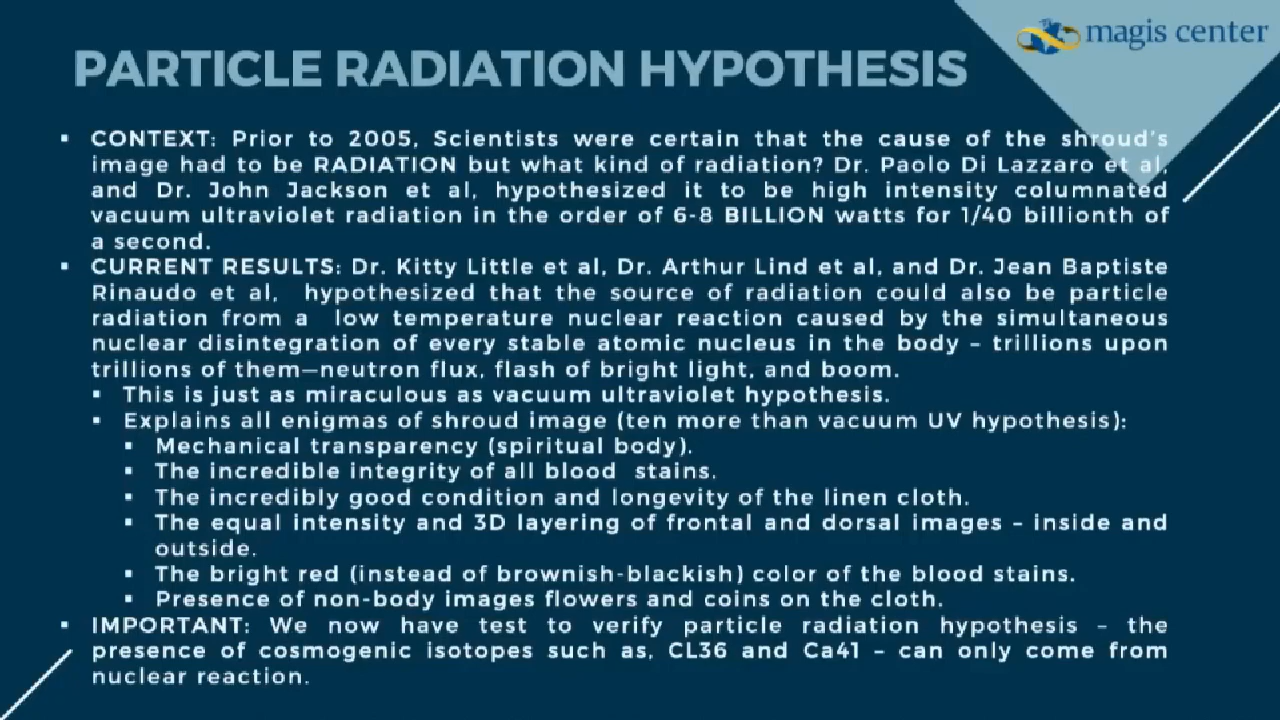 magis center
PARTICLE RADIATION HYPOTHESIS
▪ CONTEXT: Prior to 2005, Scientists were certain that the cause of the shroud's
image had to be RADIATION but what kind of radiation? Dr. Paolo Di Lazzaro et al,
and Dr. John Jackson et al, hypothesized it to be high intensity columnated
vacuum ultraviolet radiation in the order of 6-8 BILLION watts for 1/40 billionth of
a second.
▪ CURRENT RESULTS: Dr. Kitty Little et al, Dr. Arthur Lind et al, and Dr. Jean Baptiste
Rinaudo et al, hypothesized that the source of radiation could also be particle
radiation from a low temperature nuclear reaction caused by the simultaneous
nuclear disintegration of every stable atomic nucleus in the body – trillions upon
trillions of them—neutron flux, flash of bright light, and boom.
▪ This is just as miraculous as vacuum ultraviolet hypothesis.
▪ Explains all enigmas of shroud image (ten more than vacuum UV hypothesis):
▪ Mechanical transparency (spiritual body).
▪ The incredible integrity of all blood stains.
▪ The incredibly good condition and longevity of the linen cloth.
▪ The equal intensity and 3D layering of frontal and dorsal images – inside and
outside.
▪ The bright red (instead of brownish-blackish) color of the blood stains.
▪ Presence of non-body images flowers and coins on the cloth.
▪ IMPORTANT: We now have test to verify particle radiation hypothesis – the
presence of cosmogenic isotopes such as, CL36 and Ca41 – can only come from
nuclear reaction.